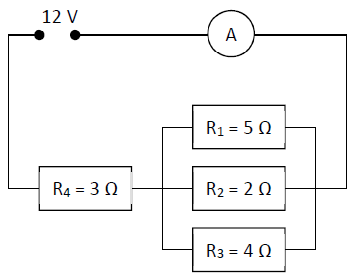 12 V
A
R₁ = 5 Ω
R₄ = 3 Ω
R₂ = 2 Ω
R₃ = 4 Ω